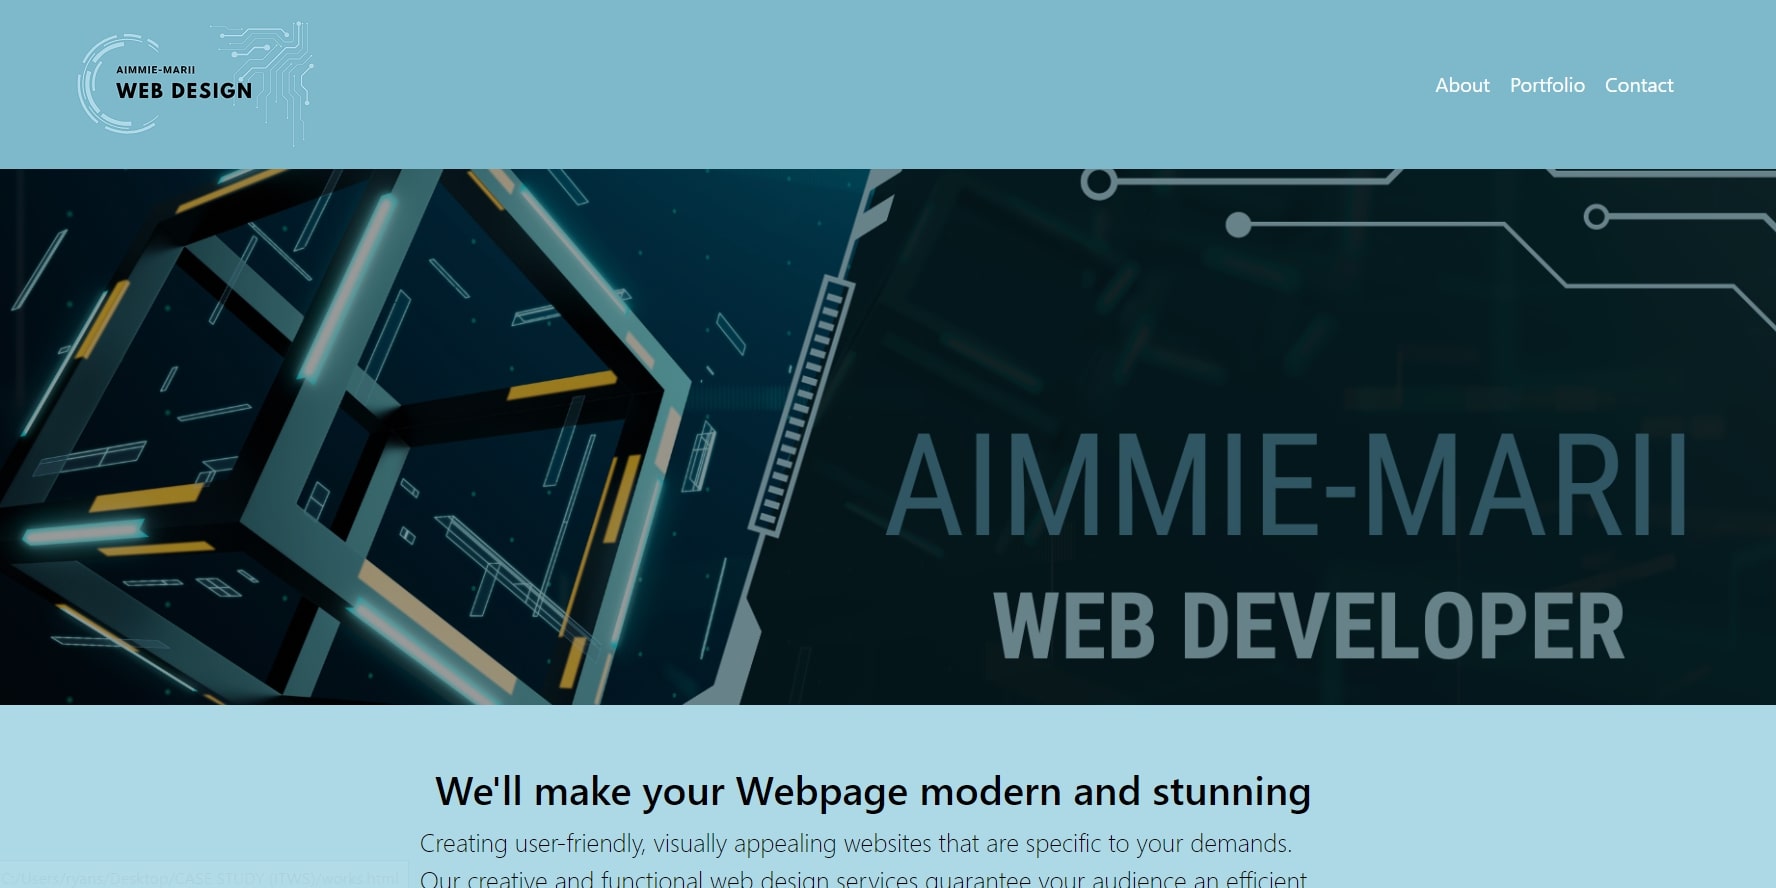 AIMMIE-MARII
WEB DESIGN
About Portfolio Contact
AIMMIE-MARII
WEB DEVELOPER
We'll make your Webpage modern and stunning
Creating user-friendly, visually appealing websites that are specific to your demands.
Our creative and functional web design services guarantee your audience an efficient
C:/Users/ryans/Desktop/CASE STUDY (ITWS)/works.html